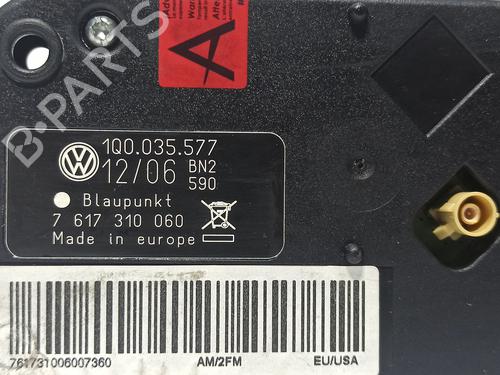 B-PARTS
A
1Q0.035.577
12/06 BN2
590
Blaupunkt
7 617 310 060
Made in europe
761731006007360
AM/2FM
EU/USA